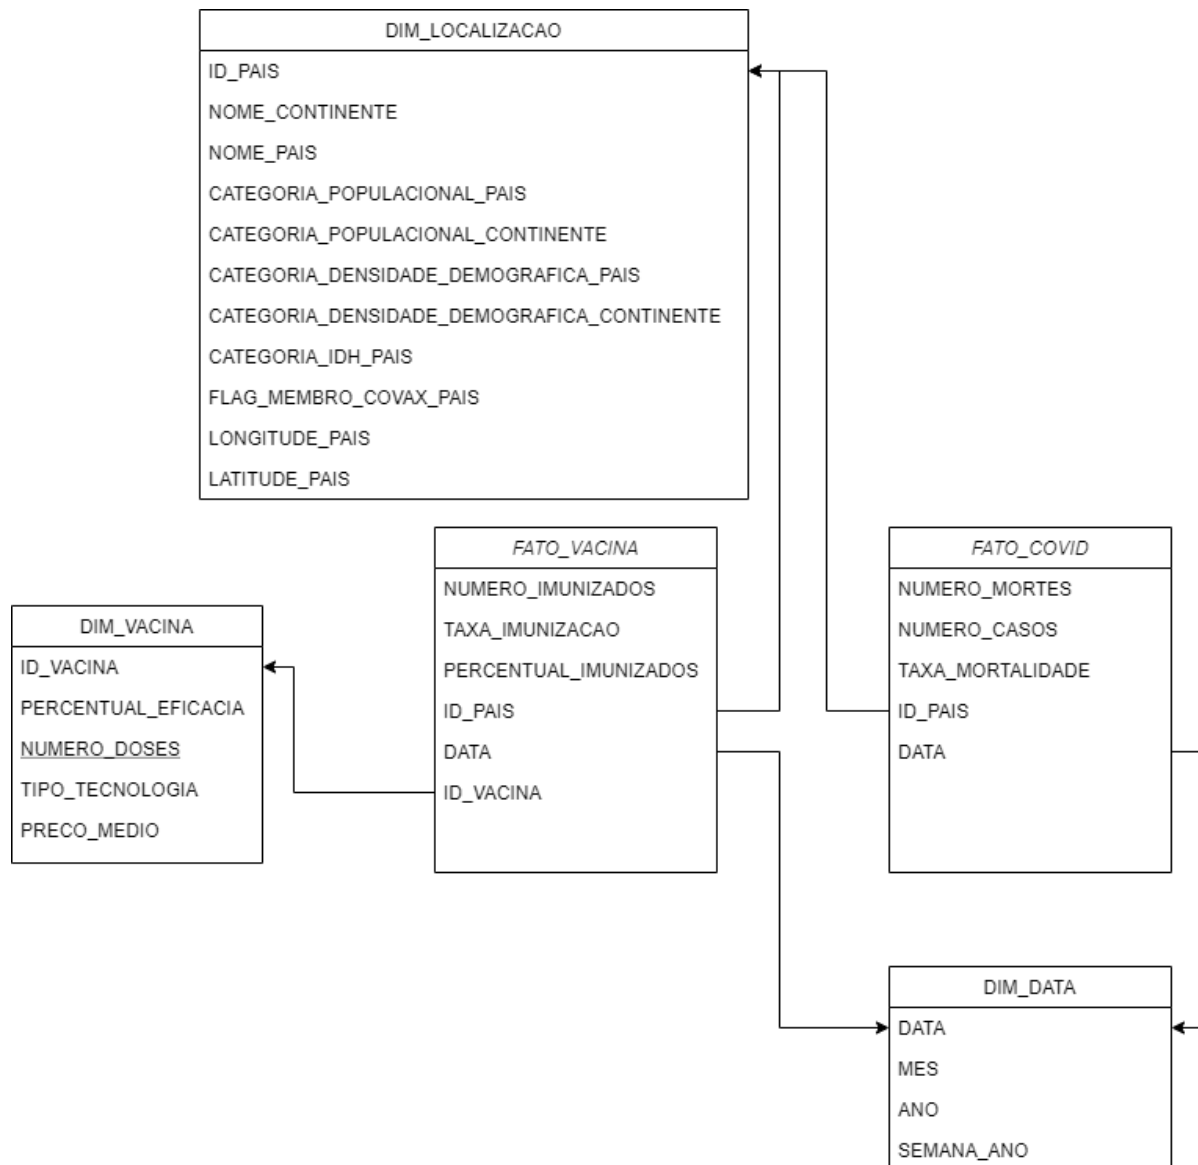 DIM_LOCALIZACAO
ID_PAIS
NOME_CONTINENTE
NOME_PAIS
CATEGORIA_POPULACIONAL_PAIS
CATEGORIA_POPULACIONAL_CONTINENTE
CATEGORIA_DENSIDADE_DEMOGRAFICA_PAIS
CATEGORIA_DENSIDADE_DEMOGRAFICA_CONTINENTE
CATEGORIA_IDH_PAIS
FLAG_MEMBRO_COVAX_PAIS
LONGITUDE_PAIS
LATITUDE_PAIS
DIM_VACINA
ID_VACINA
PERCENTUAL_EFICACIA
NUMERO_DOSES
TIPO_TECNOLOGIA
PRECO_MEDIO
FATO_VACINA
NUMERO_IMUNIZADOS
TAXA_IMUNIZACAO
PERCENTUAL_IMUNIZADOS
ID_PAIS
DATA
ID_VACINA
FATO_COVID
NUMERO_MORTES
NUMERO_CASOS
TAXA_MORTALIDADE
ID_PAIS
DATA
DIM_DATA
DATA
MES
ANO
SEMANA_ANO